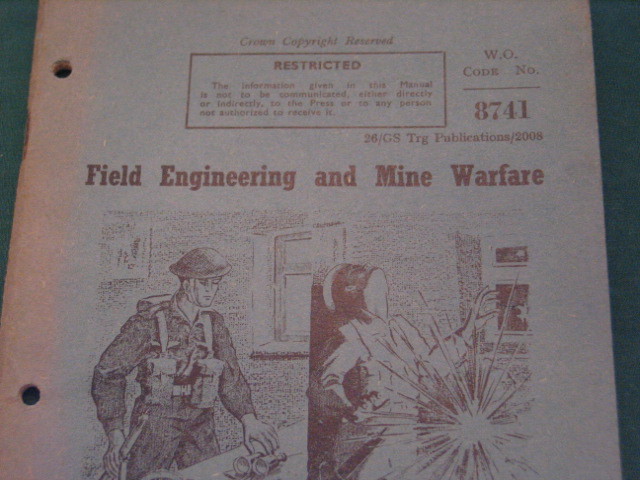 Crown Copyright Reserved
RESTRICTED
The information given in this Manual
is not to be communicated, either directly
or indirectly, to the Press or to any person
not authorized to receive it.
W.O.
CODE No.
8741
26/GS Trg Publications/2008
Field Engineering and Mine Warfare